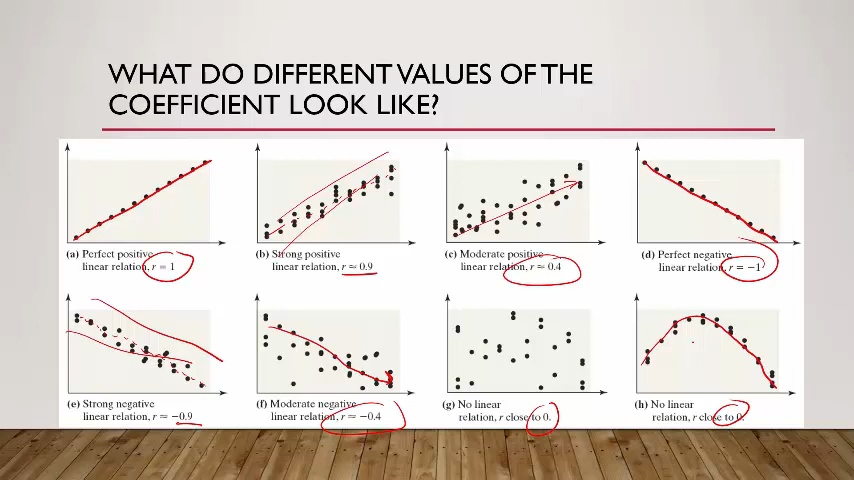 WHAT DO DIFFERENT VALUES OF THE
COEFFICIENT LOOK LIKE?
(a) Perfect positive
linear relation, r = 1
(b) Strong positive
linear relation, r ≈ 0.9
(c) Moderate positive
linear relation, r ≈ 0.4
(d) Perfect negative
linear relation, r = −1
(e) Strong negative
linear relation, r ≈ −0.9
(f) Moderate negative
linear relation, r ≈ −0.4
(g) No linear
relation, r close to 0.
(h) No linear
relation, r close to 0.